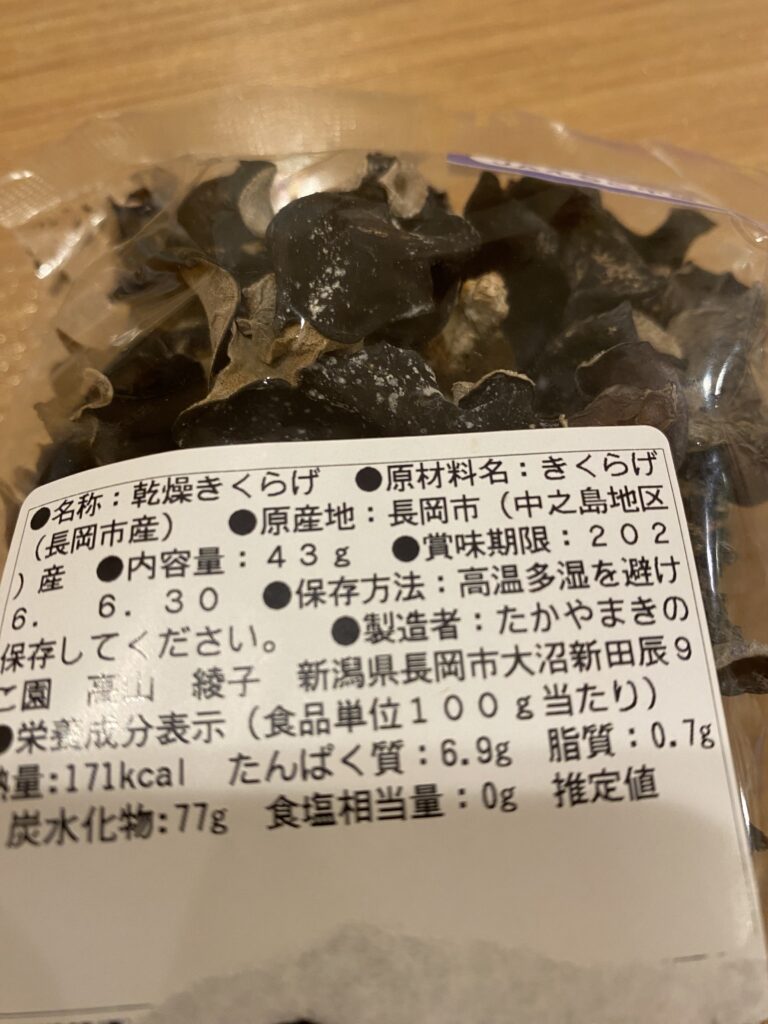 ●名称：乾燥きくらげ　●原材料名：きくらげ
（長岡市産）　●原産地：長岡市（中之島地区
）産　●内容量：４３ｇ　●賞味期限：２０２
６．　６．３０　●保存方法：高温多湿を避け
保存してください。　●製造者：たかやまきの
こ園　髙山　綾子　新潟県長岡市大沼新田辰９
●栄養成分表示（食品単位１００ｇ当たり）
熱量:171kcal　たんぱく質：6.9g　脂質：0.7g
炭水化物:77g　食塩相当量：0g　推定値